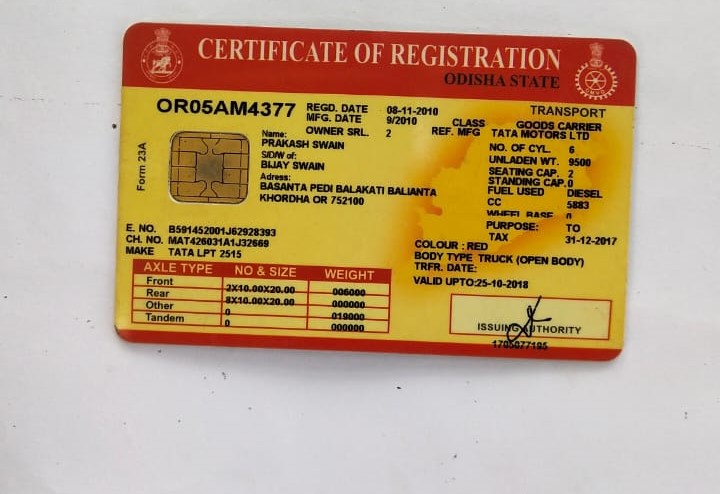 CERTIFICATE OF REGISTRATION
ODISHA STATE
OR05AM4377
REGD. DATE 08-11-2010
MFG. DATE 9/2010
OWNER SRL. 2
TRANSPORT
CLASS GOODS CARRIER
REF. MFG TATA MOTORS LTD
Form 23A
Name:
PRAKASH SWAIN
S/D/W of:
BIJAY SWAIN
Adress:
BASANTA PEDI BALAKATI BALIANTA
KHORDHA OR 752100
NO. OF CYL. 6
UNLADEN WT. 9500
SEATING CAP. 2
STANDING CAP. 0
FUEL USED DIESEL
CC 5883
WHEEL BASE 0
PURPOSE: TO
TAX 31-12-2017
E. NO. B591452001J62928393
CH. NO. MAT426031A1J32669
MAKE TATA LPT 2515
COLOUR : RED
BODY TYPE TRUCK (OPEN BODY)
TRFR. DATE:
VALID UPTO:25-10-2018
AXLE TYPE NO & SIZE WEIGHT
Front 2X10.00X20.00 006000
Rear 8X10.00X20.00 000000
Other 0 019000
Tandem 0 000000
ISSUING AUTHORITY
1705077195